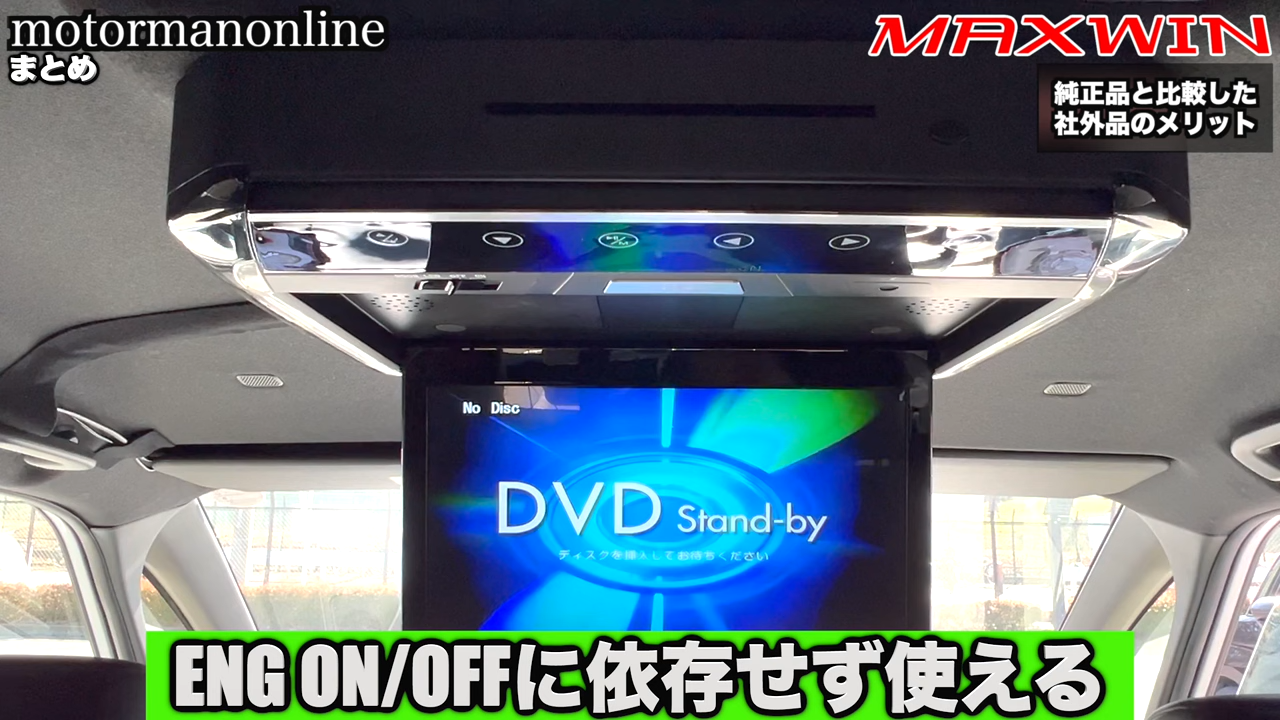 motormanonline
まとめ
MAXWIN
純正品と比較した
社外品のメリット
No Disc
DVD Stand-by
ディスクを挿入してお待ちください
ENG ON/OFFに依存せず使える